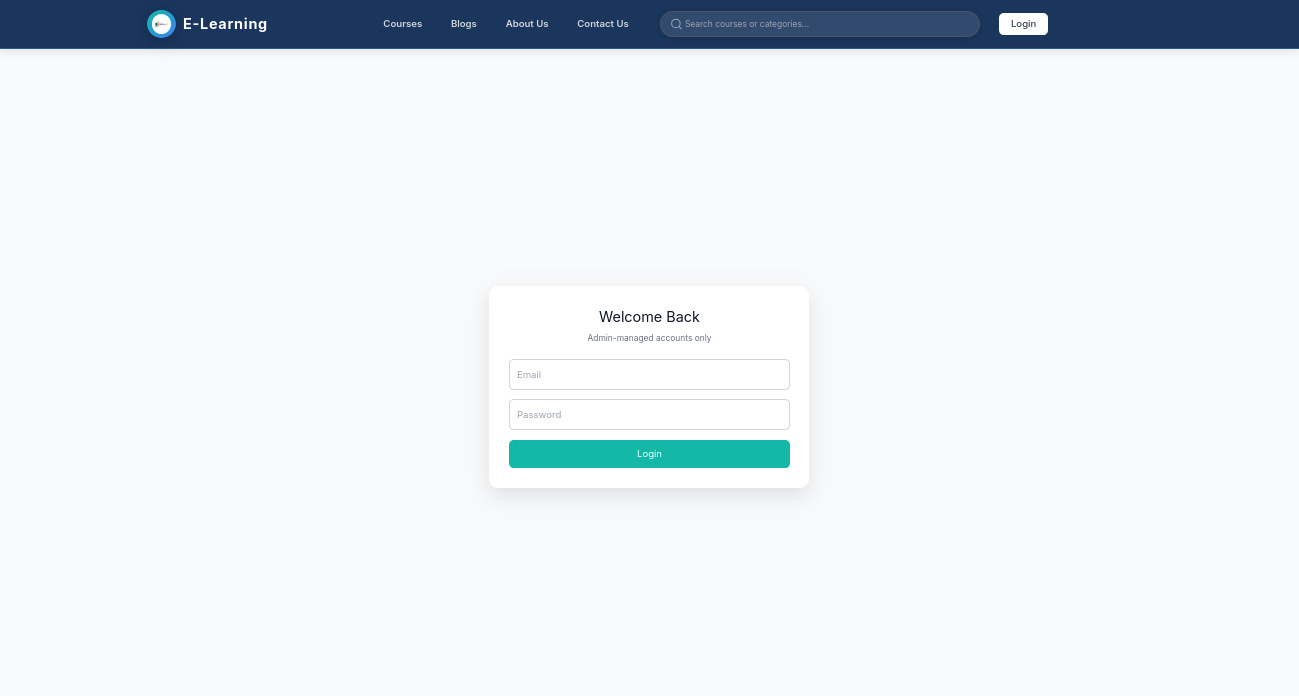 E-Learning
Courses
Blogs
About Us
Contact Us
Search courses or categories...
Login
Welcome Back
Admin-managed accounts only
Email
Password
Login